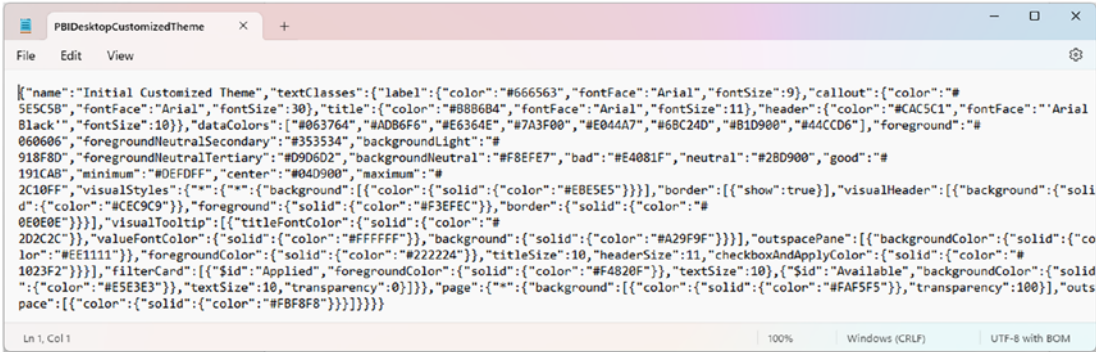 PBIDesktopCustomizedTheme
File Edit View
{"name":"Initial Customized Theme","textClasses":{"label":{"color":"#666563","fontFace":"Arial","fontSize":9},"callout":{"color":"#
5E5C5B","fontFace":"Arial","fontSize":30},"title":{"color":"#B8B6B4","fontFace":"Arial","fontSize":11},"header":{"color":"#CAC5C1","fontFace":"'Arial
Black'","fontSize":10}},"dataColors":["#063764","#ADB6F6","#E6364E","#7A3F00","#E044A7","#6BC24D","#B1D900","#44CCD6"],"foreground":"#
060606","foregroundNeutralSecondary":"#353534","backgroundLight":"#
918F8D","foregroundNeutralTertiary":"#D9D6D2","backgroundNeutral":"#F8EFE7","bad":"#E4081F","neutral":"#2BD900","good":"#
191CAB","minimum":"#DEFDFF","center":"#04D900","maximum":"#
2C10FF","visualStyles":{"*":{"*":{"background":[{"color":{"solid":{"color":"#EBE5E5"}}}],"border":[{"show":true}],"visualHeader":[{"background":{"soli
d":{"color":"#CEC9C9"}},"foreground":{"solid":{"color":"#F3EFEC"}},"border":{"solid":{"color":"#
0E0E0E"}}}],"visualTooltip":[{"titleFontColor":{"solid":{"color":"#
2D2C2C"}},"valueFontColor":{"solid":{"color":"#FFFFFF"}},"background":{"solid":{"color":"#A29F9F"}}}],"outspacePane":[{"backgroundColor":{"solid":{"co
lor":"#EE1111"}},"foregroundColor":{"solid":{"color":"#222224"}},"titleSize":10,"headerSize":11,"checkboxAndApplyColor":{"solid":{"color":"#
1023F2"}}}],"filterCard":[{"$id":"Applied","foregroundColor":{"solid":{"color":"#F4820F"}},"textSize":10},{"$id":"Available","backgroundColor":{"solid
":{"color":"#E5E3E3"}},"textSize":10,"transparency":0}]}},"page":{"*":{"background":[{"color":{"solid":{"color":"#FAF5F5"}},"transparency":100}],"outs
pace":[{"color":{"solid":{"color":"#FBF8F8"}}}]}}}}
Ln 1, Col 1 100% Windows (CRLF) UTF-8 with BOM